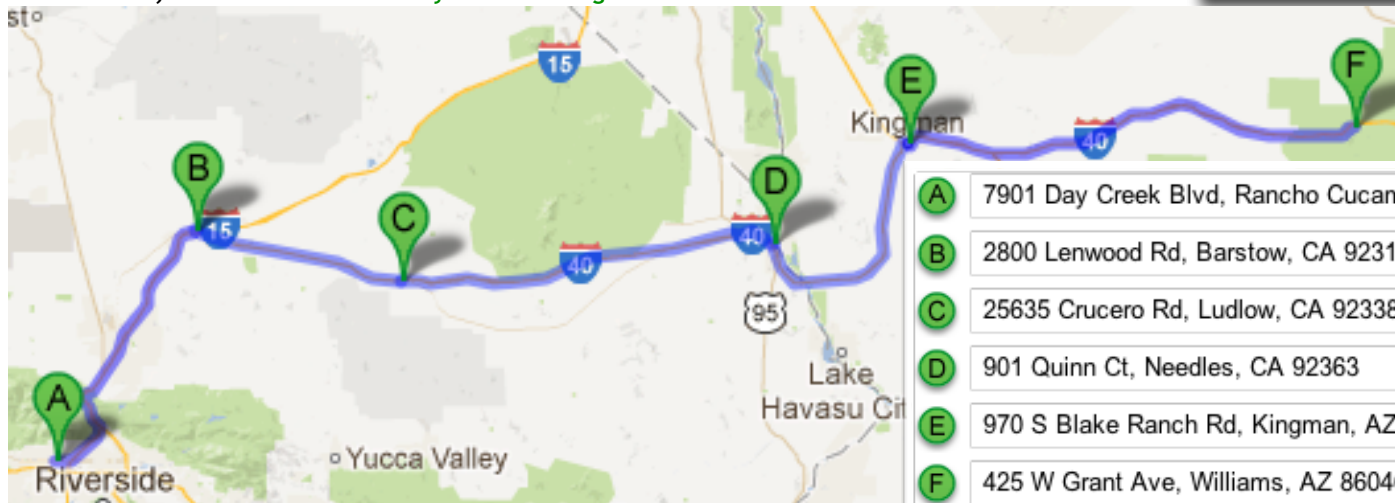 st
15
F
E
Kingman
40
B
D
A 7901 Day Creek Blvd, Rancho Cucan
C
15
40
B 2800 Lenwood Rd, Barstow, CA 9231
40
C 25635 Crucero Rd, Ludlow, CA 92338
95
D 901 Quinn Ct, Needles, CA 92363
Lake
A
Havasu Cit
E 970 S Blake Ranch Rd, Kingman, AZ
Yucca Valley
Riverside
F 425 W Grant Ave, Williams, AZ 8604